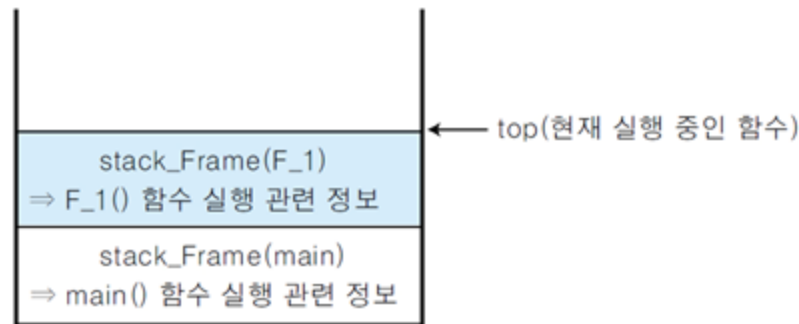 top(현재 실행 중인 함수)
stack_Frame(F_1)
⇒ F_1() 함수 실행 관련 정보
stack_Frame(main)
⇒ main() 함수 실행 관련 정보